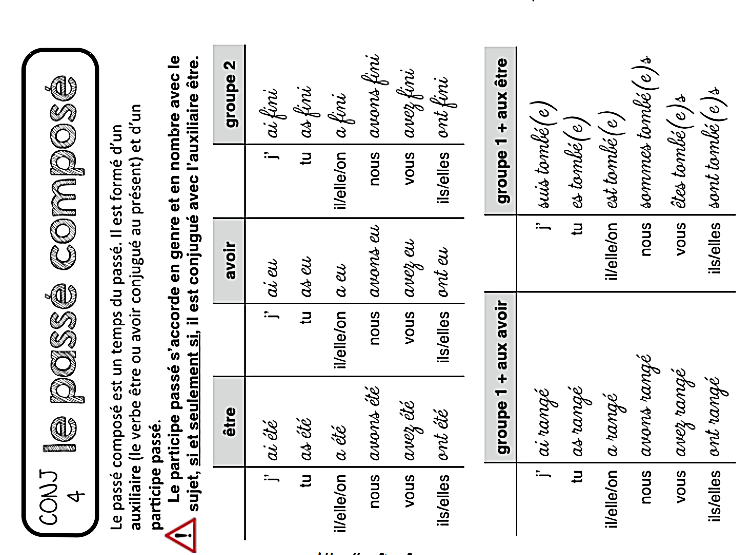 CONJ
4
le passé composé
Le passé composé est un temps du passé. Il est formé d'un
auxiliaire (le verbe être ou avoir conjugué au présent) et d'un
participe passé.
Le participe passé s'accorde en genre et en nombre avec le
sujet, si et seulement si, il est conjugué avec l'auxiliaire être.
être avoir groupe 2
j' ai été j' ai eu j' ai fini
tu as été tu as eu tu as fini
il/elle/on a été il/elle/on a eu il/elle/on a fini
nous avons été nous avons eu nous avons fini
vous avez été vous avez eu vous avez fini
ils/elles ont été ils/elles ont eu ils/elles ont fini
groupe 1 + aux avoir groupe 1 + aux être
j' ai rangé j' suis tombé(e)
tu as rangé tu es tombé(e)
il/elle/on a rangé il/elle/on est tombé(e)
nous avons rangé nous sommes tombé(e)s
vous avez rangé vous êtes tombé(e)s
ils/elles ont rangé ils/elles sont tombé(e)s